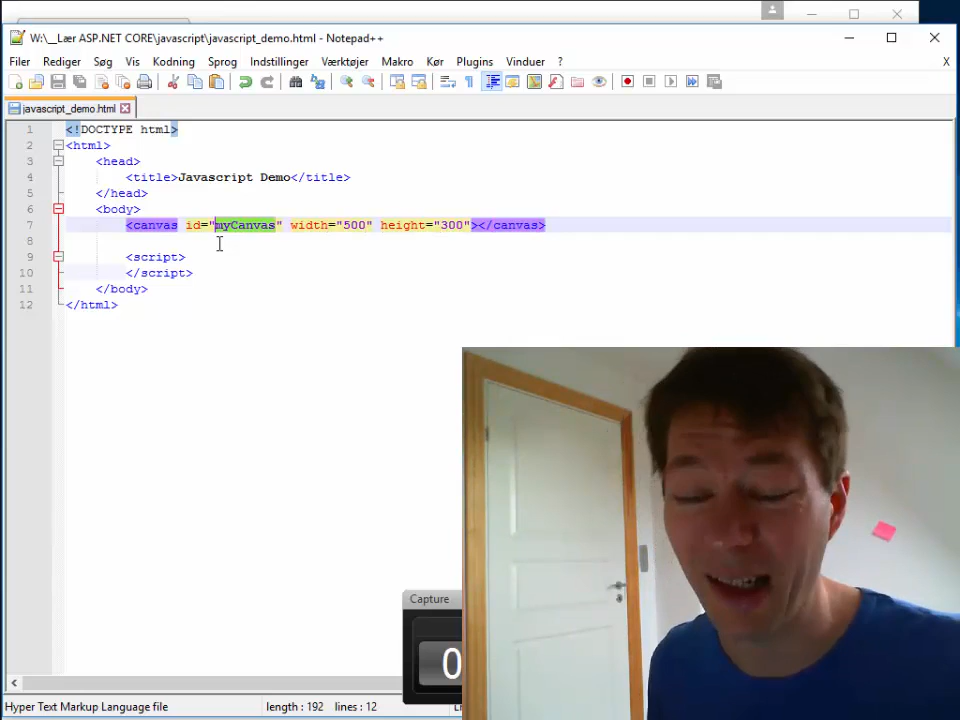 W:\__Lær ASP.NET CORE\javascript\javascript_demo.html - Notepad++
Filer Rediger Søg Vis Kodning Sprog Indstillinger Værktøjer Makro Kør Plugins Vinduer ? X
javascript_demo.html
1 <!DOCTYPE html>
2 <html>
3 <head>
4 <title>Javascript Demo</title>
5 </head>
6 <body>
7 <canvas id="myCanvas" width="500" height="300"></canvas>
8
9 <script>
10 </script>
11 </body>
12 </html>
Capture
0
Hyper Text Markup Language file length : 192 lines : 12